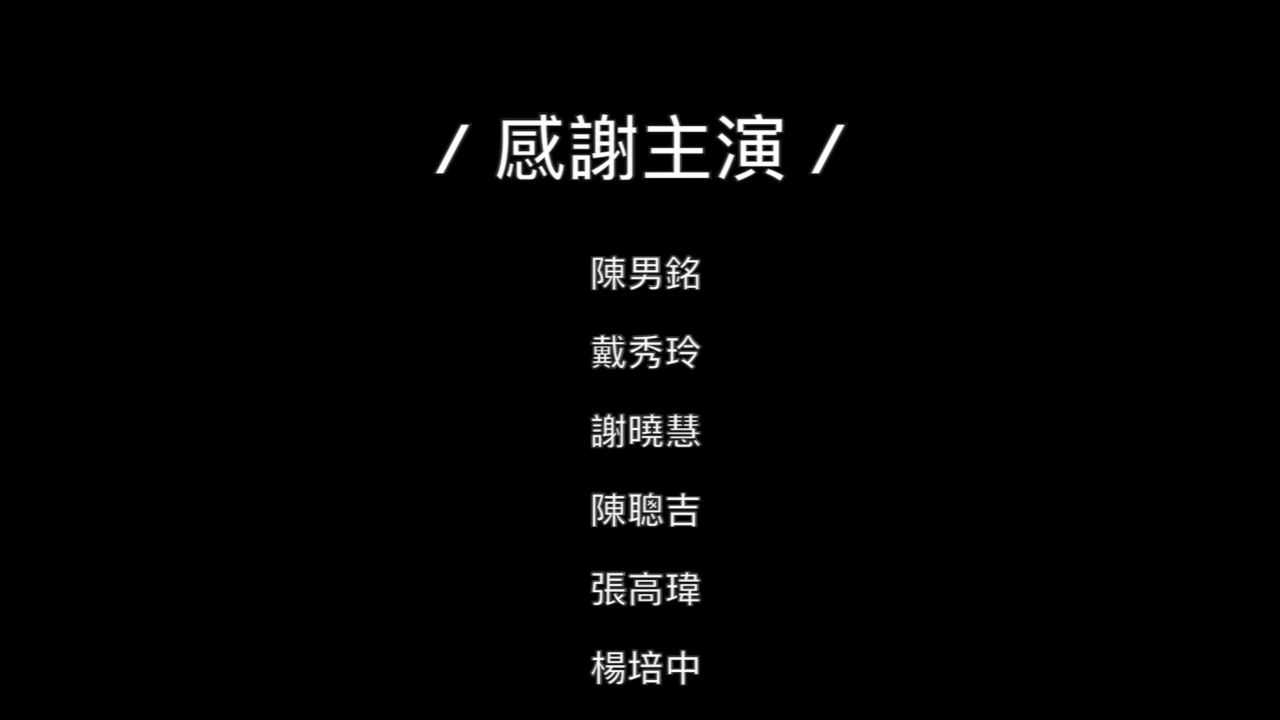 / 感謝主演 /
陳男銘
戴秀玲
謝曉慧
陳聰吉
張高瑋
楊培中